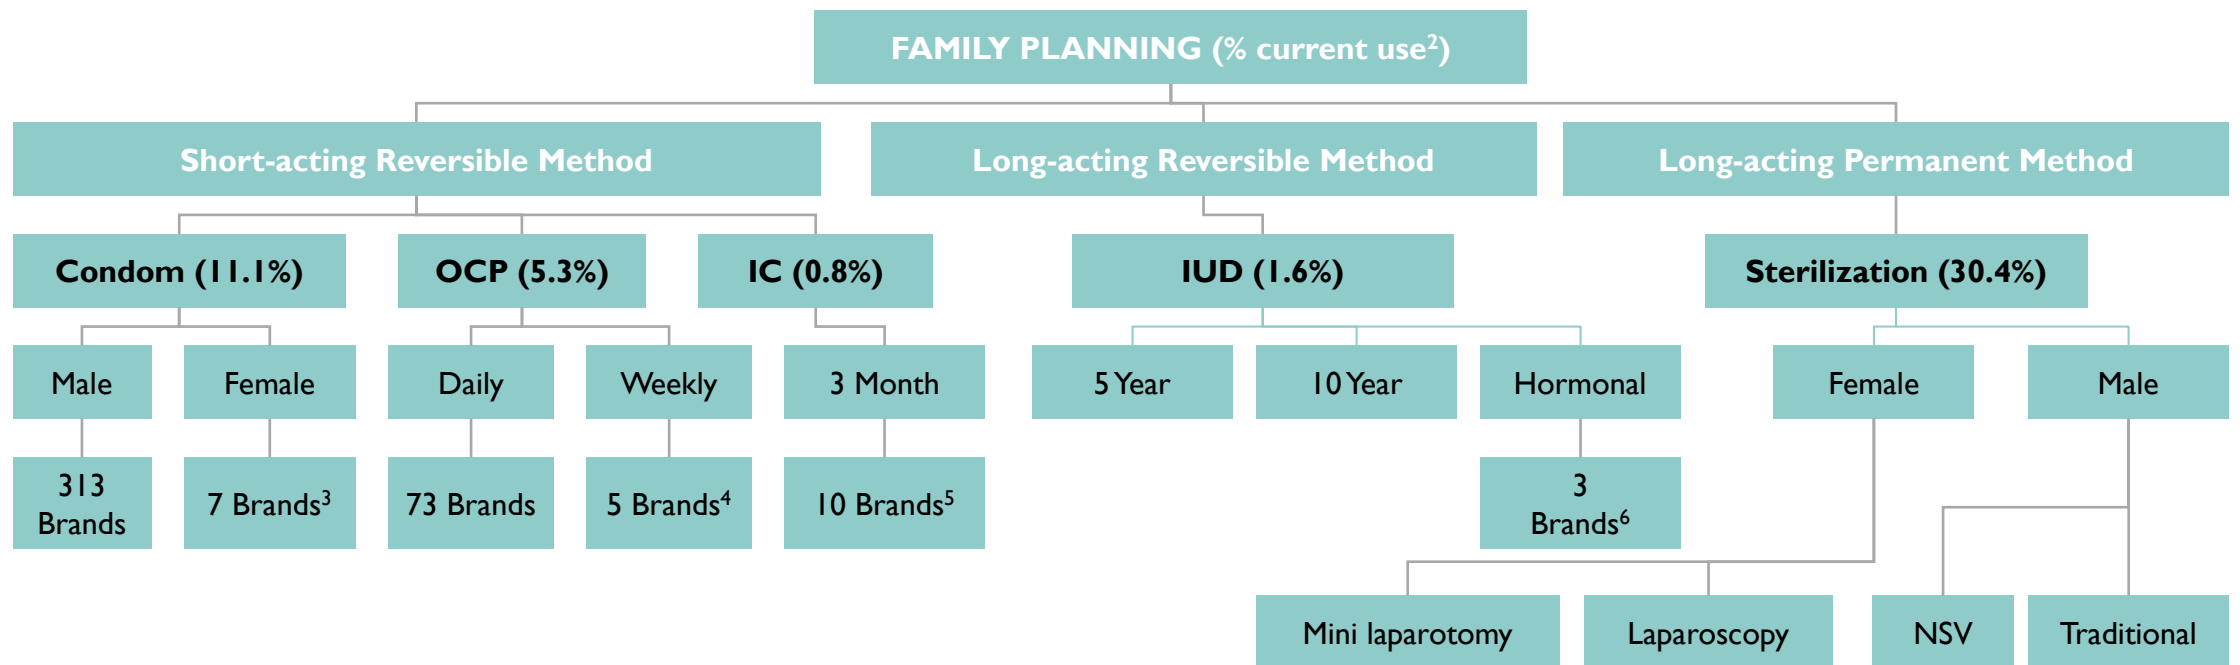 FAMILY PLANNING (% current use²)
Short-acting Reversible Method
Long-acting Reversible Method
Long-acting Permanent Method
Condom (11.1%)
OCP (5.3%)
IC (0.8%)
IUD (1.6%)
Sterilization (30.4%)
Male
Female
Daily
Weekly
3 Month
5 Year
10 Year
Hormonal
Female
Male
313
Brands
7 Brands³
73 Brands
5 Brands⁴
10 Brands⁵
3
Brands⁶
Mini laparotomy
Laparoscopy
NSV
Traditional